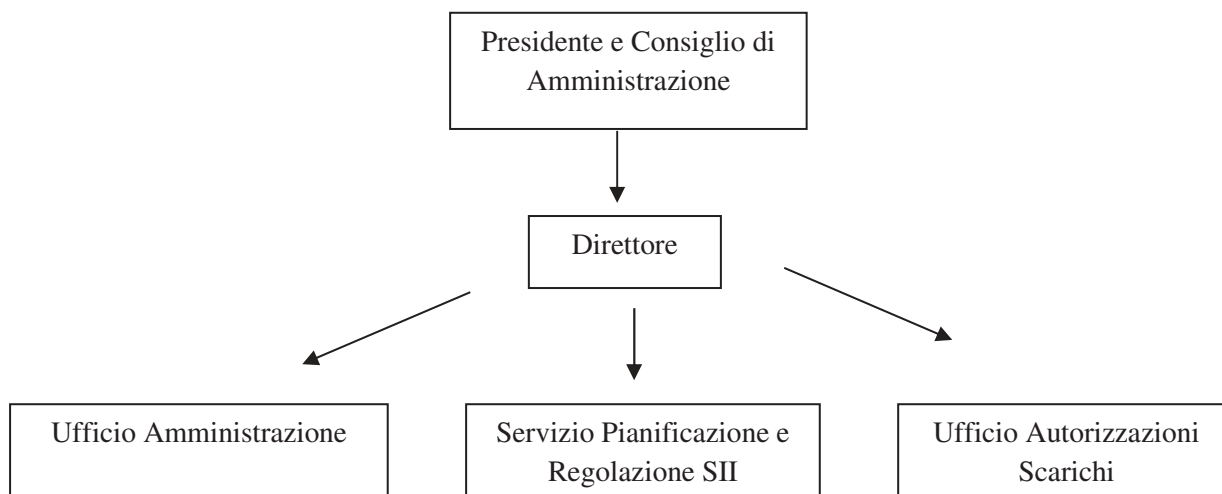 Presidente e Consiglio di
Amministrazione
Direttore
Ufficio Amministrazione
Servizio Pianificazione e
Regolazione SII
Ufficio Autorizzazioni
Scarichi